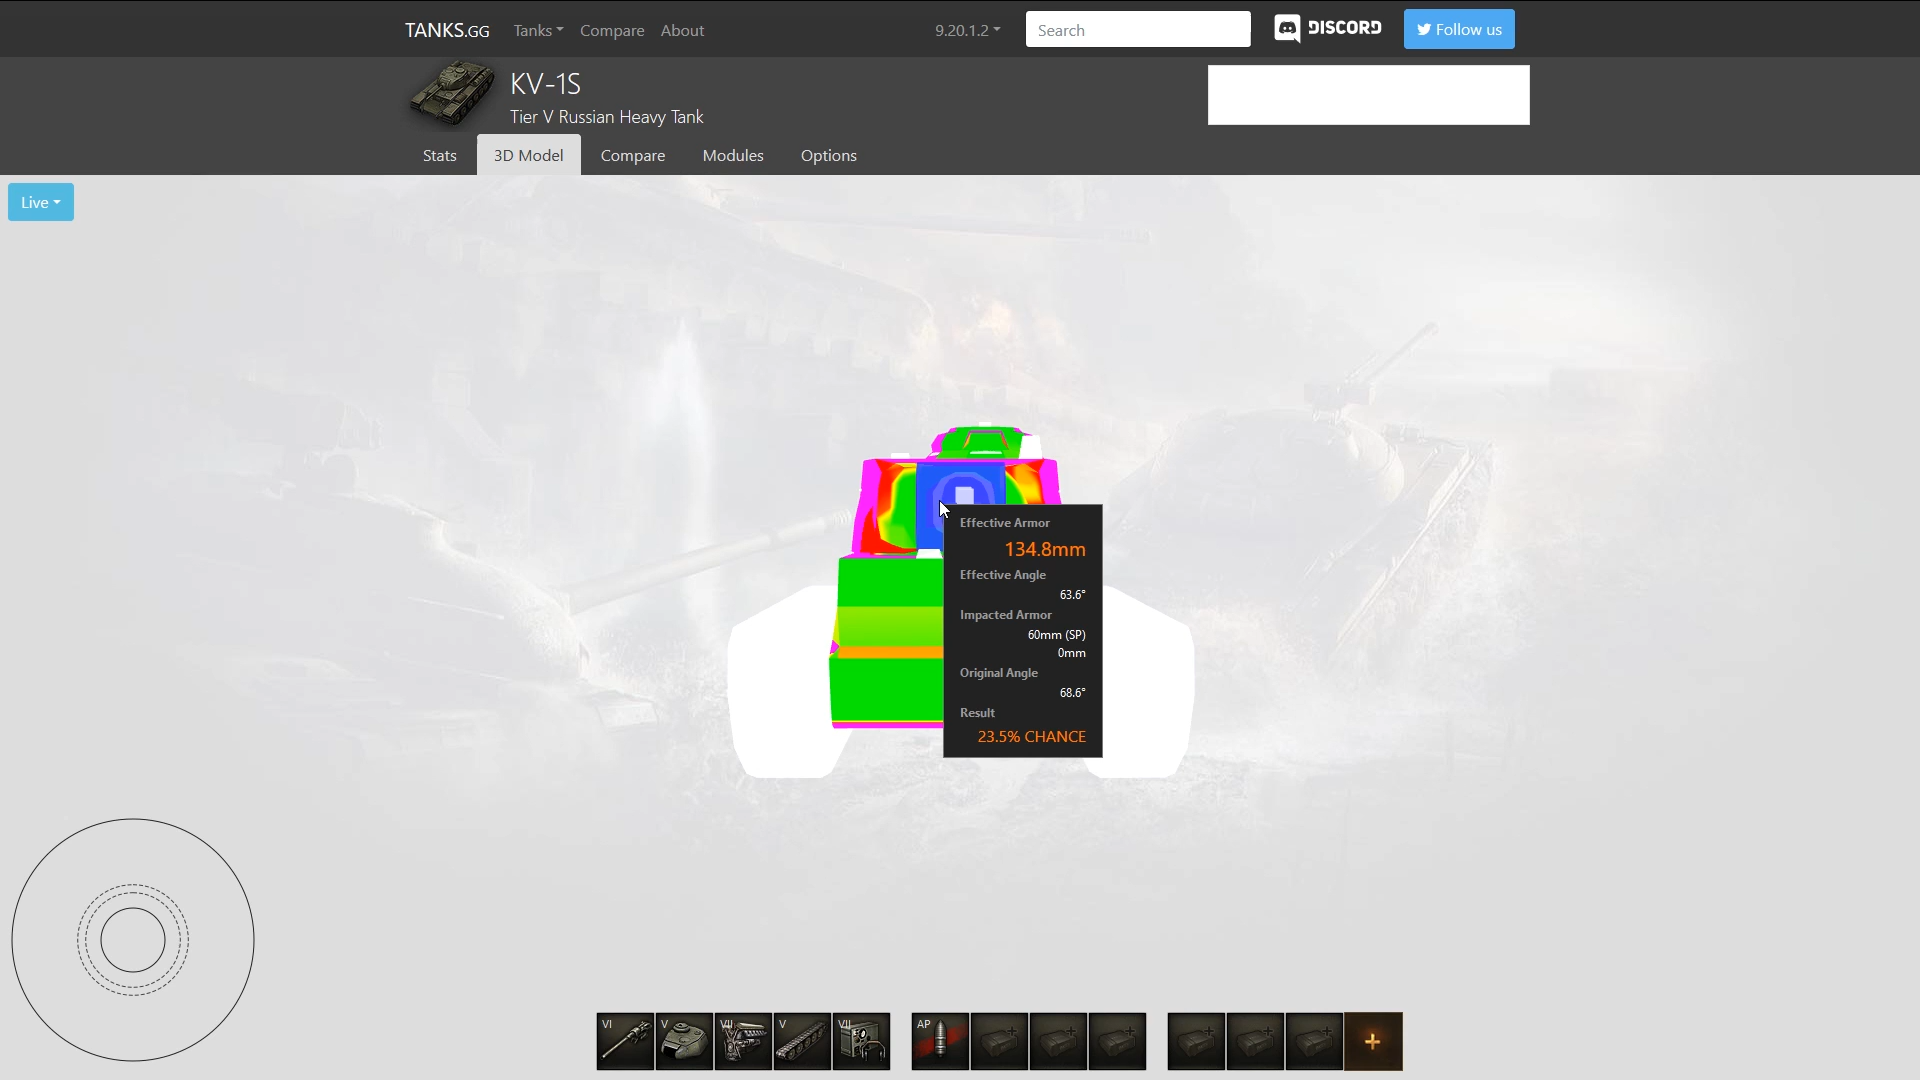 TANKS.GG Tanks Compare About 9.20.1.2 Search DISCORD Follow us
KV-1S
Tier V Russian Heavy Tank
Stats 3D Model Compare Modules Options
Live
Effective Armor
134.8mm
Effective Angle
63.6°
Impacted Armor
60mm (SP)
0mm
Original Angle
68.6°
Result
23.5% CHANCE
VI V VII V VII AP